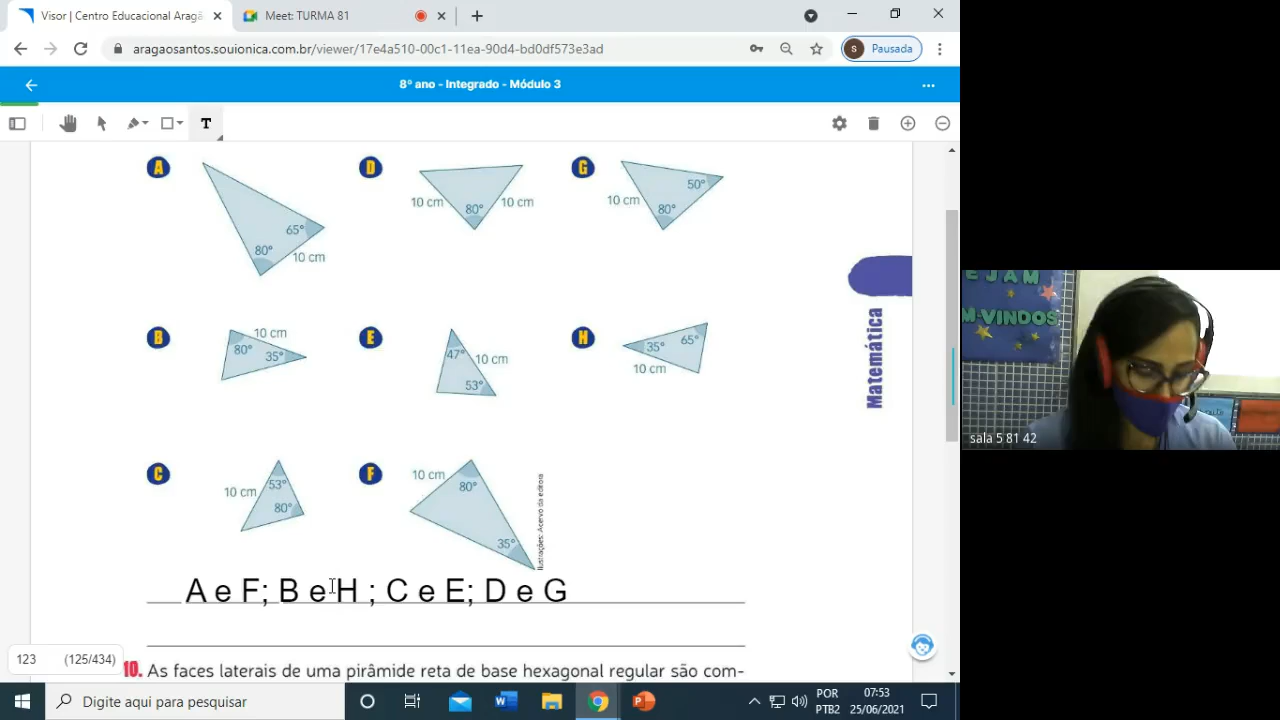 Visor | Centro Educacional Aragã
Meet: TURMA 81
aragaosantos.souionica.com.br/viewer/17e4a510-00c1-11ea-90d4-bd0df573e3ad
S Pausada
8º ano - Integrado - Módulo 3
T
A 65° 80° 10 cm
D 10 cm 80° 10 cm
G 50° 10 cm 80°
B 10 cm 80° 35°
E 47° 10 cm 53°
H 35° 65° 10 cm
C 53° 10 cm 80°
F 10 cm 80° 35°
Ilustrações: Acervo da editora
Matemática
A e F; B e H ; C e E; D e G
123 (125/434)
10. As faces laterais de uma pirâmide reta de base hexagonal regular são com-
EJAM
M-VINDOS
sala 5 81 42
Digite aqui para pesquisar
POR
PTB2
07:53
25/06/2021